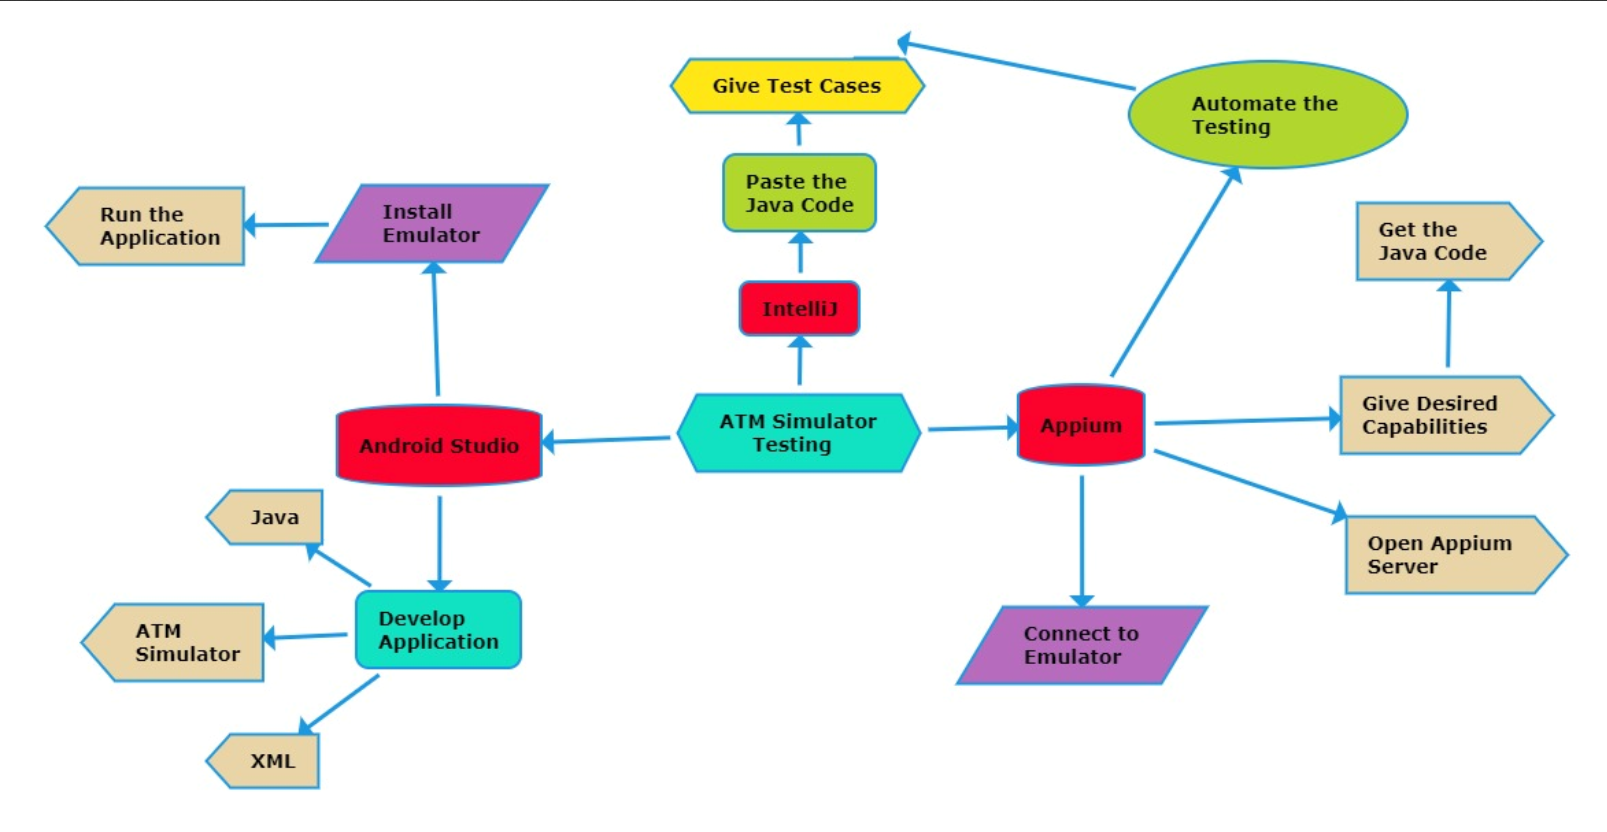 Give Test Cases
Automate the
Testing
Paste the
Java Code
Run the
Application
Install
Emulator
Get the
Java Code
IntelliJ
ATM Simulator
Testing
Appium
Give Desired
Capabilities
Android Studio
Java
Open Appium
Server
Develop
Application
ATM
Simulator
Connect to
Emulator
XML